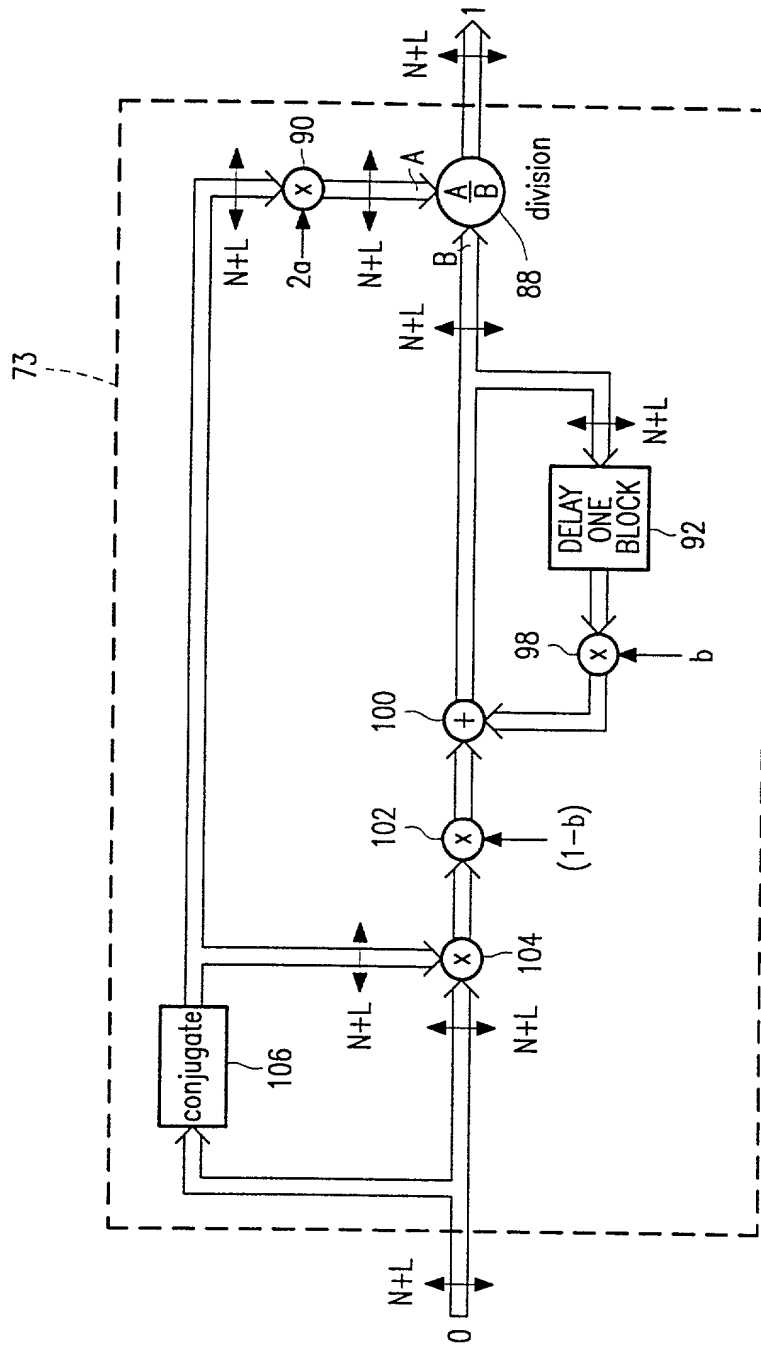 73
N+L
0
conjugate
106
N+L
N+L
x
104
x
102
(1-b)
+
100
x
98
b
DELAY
ONE
BLOCK
92
N+L
N+L
B
N+L
x
90
2a
N+L
A
A
B
88
division
N+L
1